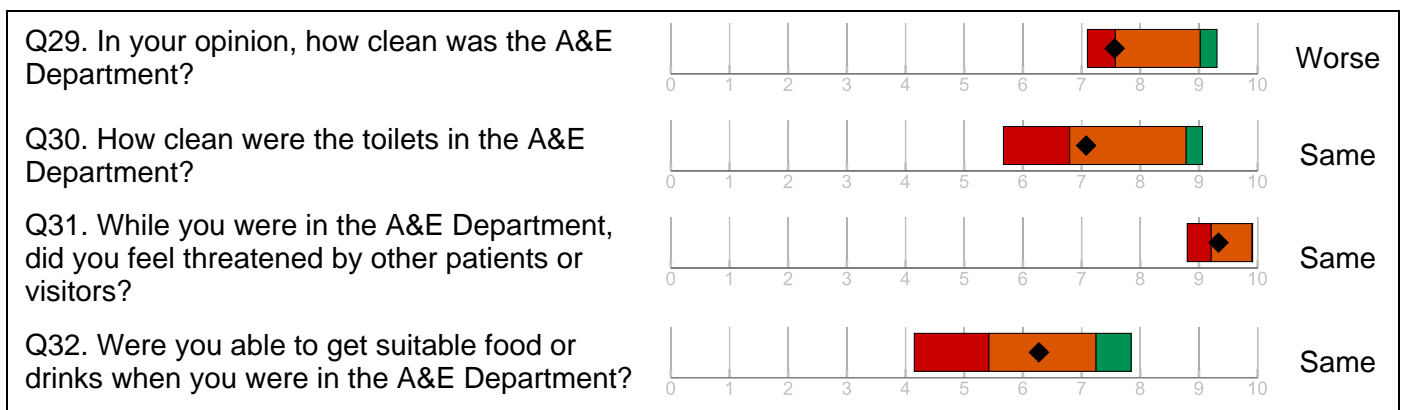 Q29. In your opinion, how clean was the A&E
Department?
0 1 2 3 4 5 6 7 8 9 10
Worse
Q30. How clean were the toilets in the A&E
Department?
0 1 2 3 4 5 6 7 8 9 10
Same
Q31. While you were in the A&E Department,
did you feel threatened by other patients or
visitors?
0 1 2 3 4 5 6 7 8 9 10
Same
Q32. Were you able to get suitable food or
drinks when you were in the A&E Department?
0 1 2 3 4 5 6 7 8 9 10
Same